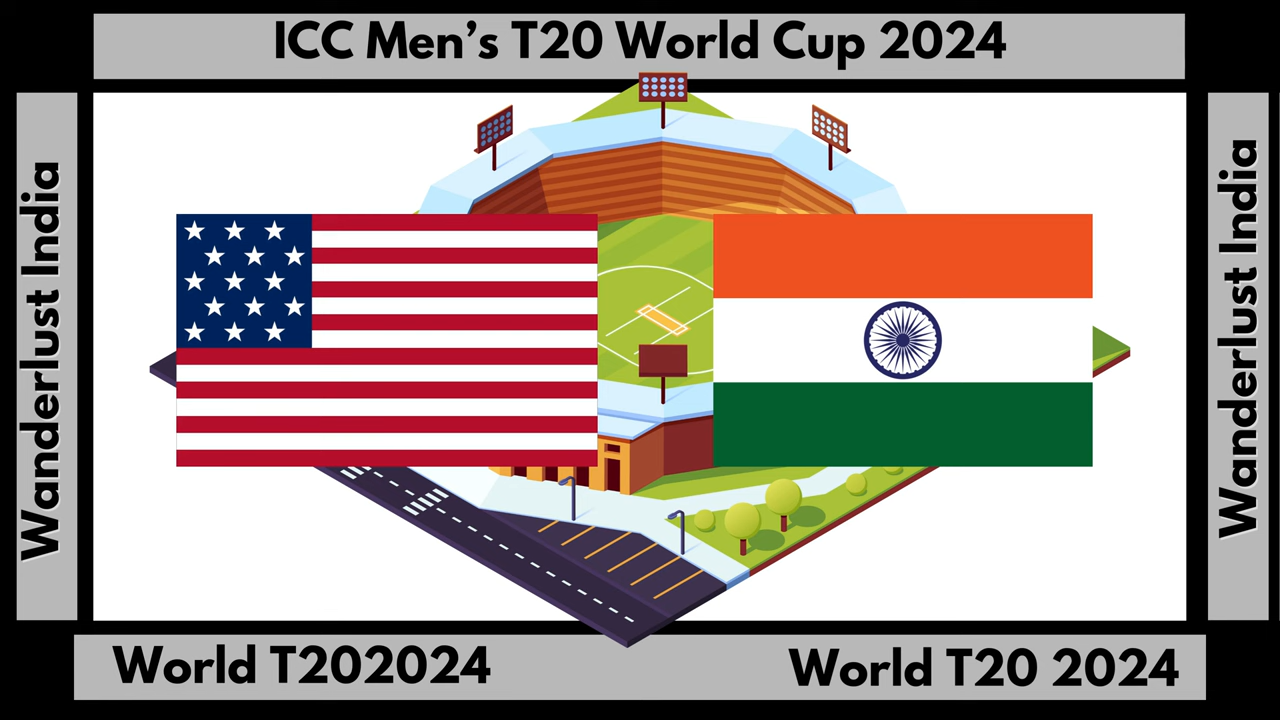 ICC Men’s T20 World Cup 2024
Wanderlust India
Wanderlust India
World T202024
World T20 2024